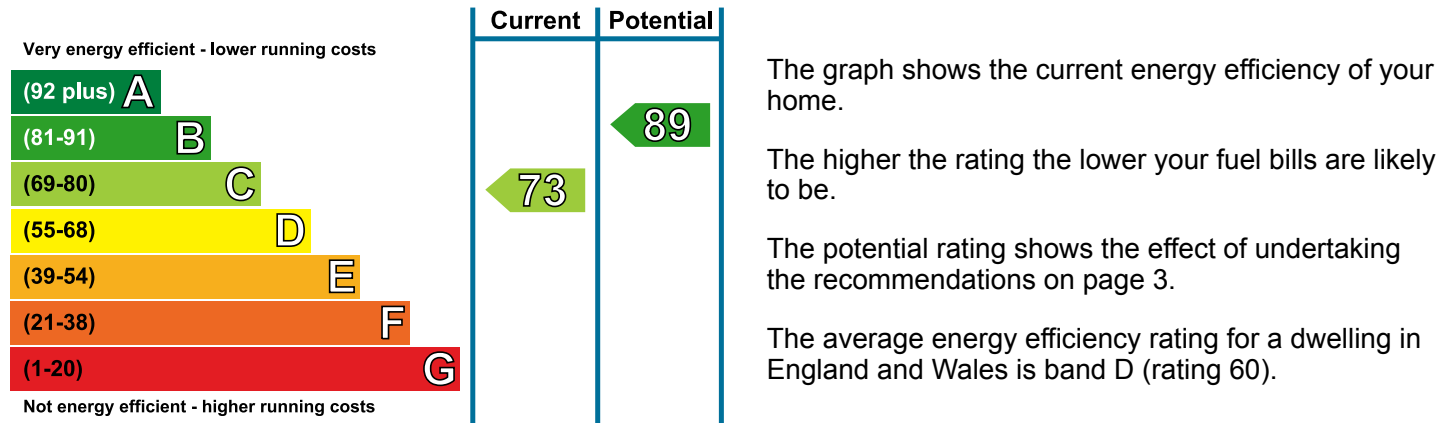 Current Potential
Very energy efficient - lower running costs
(92 plus) A
(81-91) B
(69-80) C
(55-68) D
(39-54) E
(21-38) F
(1-20) G
Not energy efficient - higher running costs
89
73
The graph shows the current energy efficiency of your
home.
The higher the rating the lower your fuel bills are likely
to be.
The potential rating shows the effect of undertaking
the recommendations on page 3.
The average energy efficiency rating for a dwelling in
England and Wales is band D (rating 60).